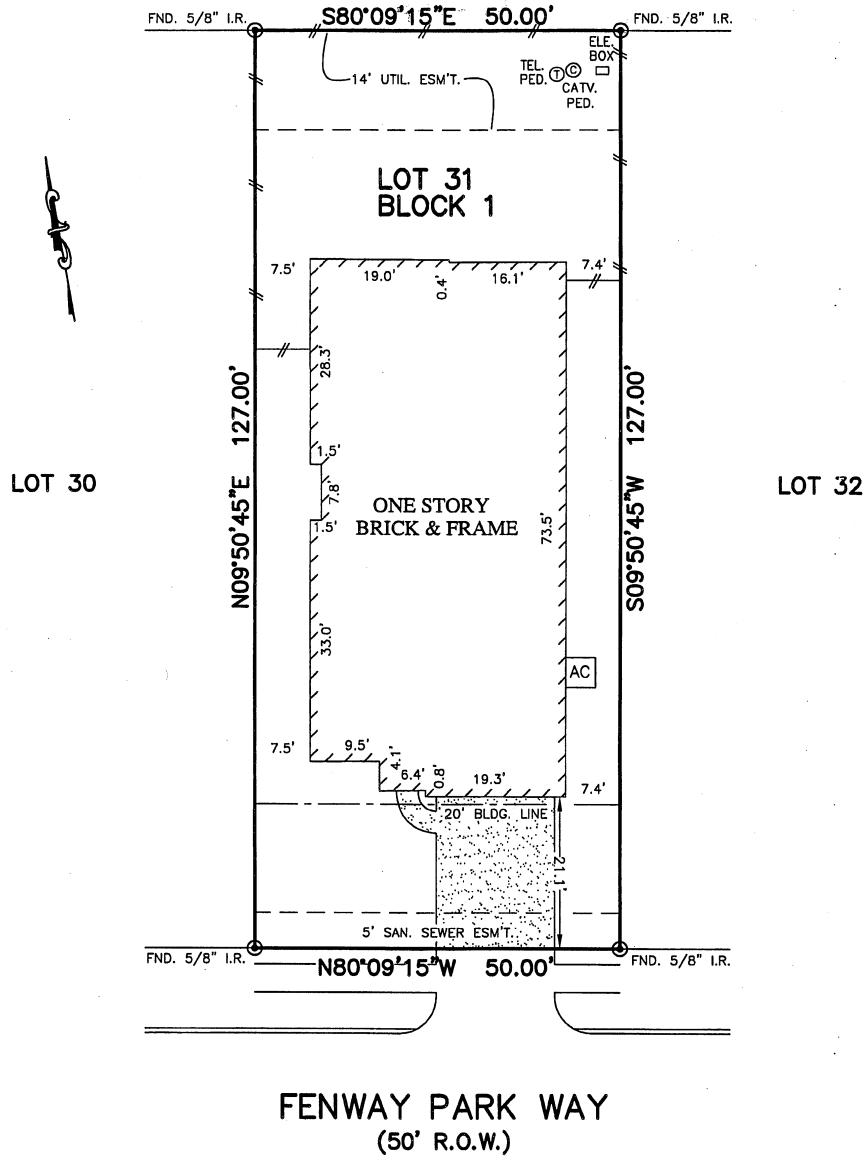 FND. 5/8" I.R.
S80°09'15"E 50.00'
FND. 5/8" I.R.
ELE.
BOX
TEL.
PED.
T
C
CATV.
PED.
14' UTIL. ESM'T.
LOT 31
BLOCK 1
7.5'
19.0'
0.4'
16.1'
7.4'
28.3'
N09°50'45"E 127.00'
S09°50'45"W 127.00'
1.5'
7.8'
1.5'
LOT 30
LOT 32
ONE STORY
BRICK & FRAME
73.5'
33.0'
AC
7.5'
9.5'
4.1'
6.4'
0.8'
19.3'
7.4'
20' BLDG. LINE
21.1'
5' SAN. SEWER ESM'T.
FND. 5/8" I.R.
N80°09'15"W 50.00'
FND. 5/8" I.R.
FENWAY PARK WAY
(50' R.O.W.)